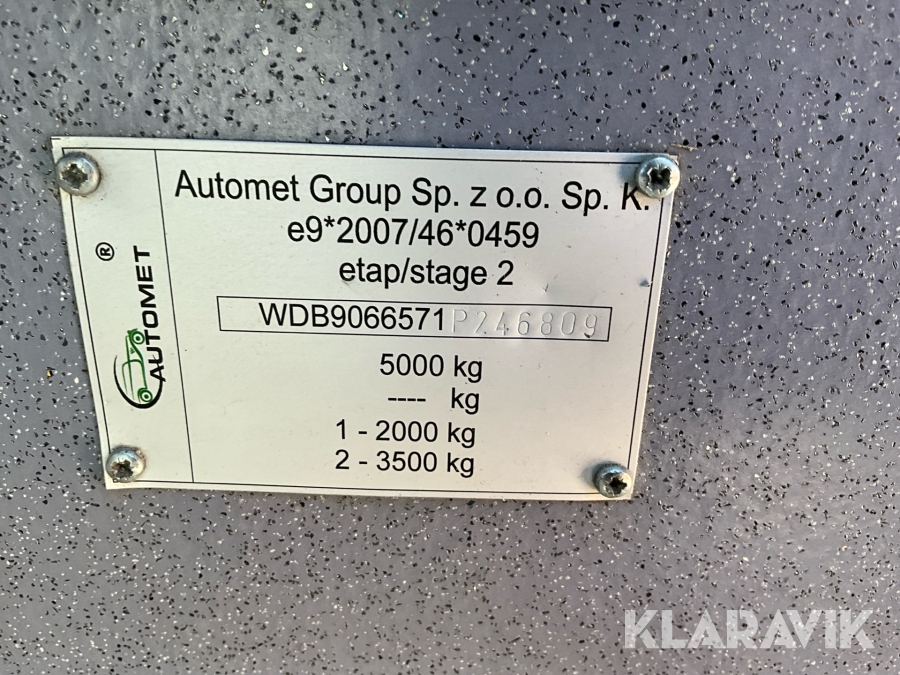 Automet Group Sp. z o.o. Sp. K.
e9*2007/46*0459
etap/stage 2
WDB9066571P246809
5000 kg
---- kg
1 - 2000 kg
2 - 3500 kg
AUTOMET ®
KLARAVIK